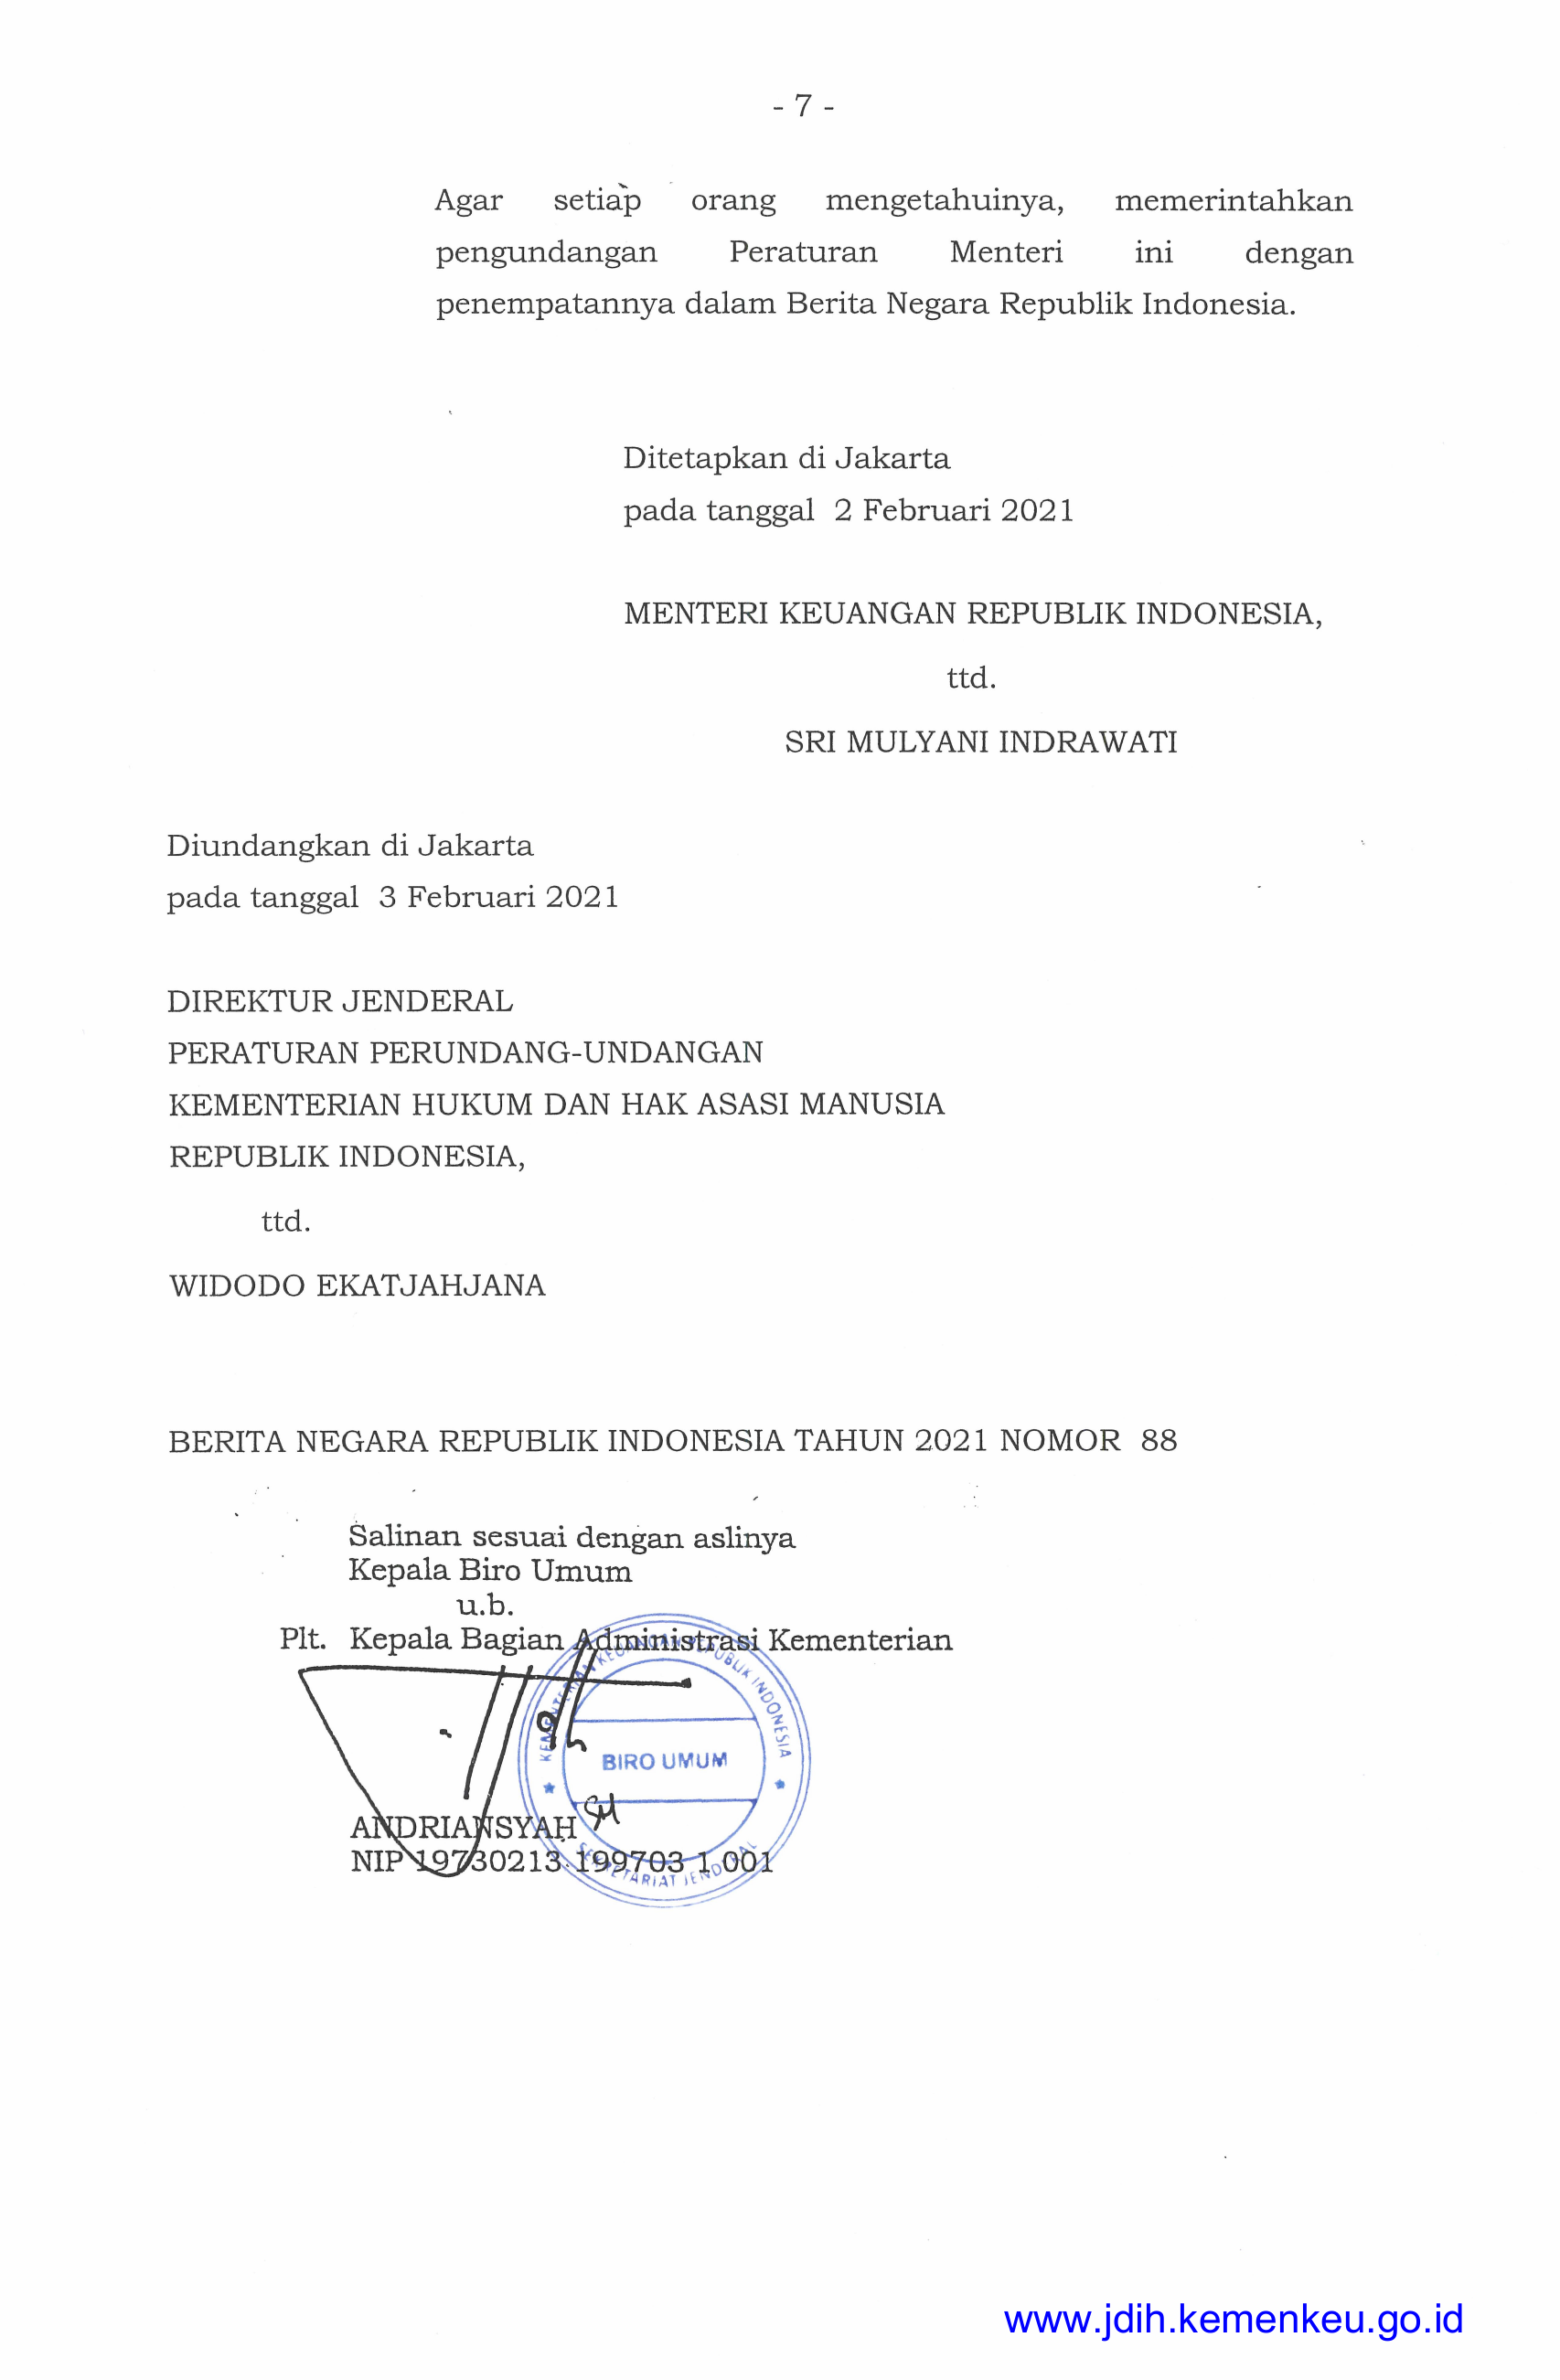 - 7 -
Agar setiap orang mengetahuinya, memerintahkan
pengundangan Peraturan Menteri ini dengan
penempatannya dalam Berita Negara Republik Indonesia.
Ditetapkan di Jakarta
pada tanggal 2 Februari 2021
MENTERI KEUANGAN REPUBLIK INDONESIA,
ttd.
SRI MULYANI INDRAWATI
Diundangkan di Jakarta
pada tanggal 3 Februari 2021
DIREKTUR JENDERAL
PERATURAN PERUNDANG-UNDANGAN
KEMENTERIAN HUKUM DAN HAK ASASI MANUSIA
REPUBLIK INDONESIA,
ttd.
WIDODO EKATJAHJANA
BERITA NEGARA REPUBLIK INDONESIA TAHUN 2021 NOMOR 88
Salinan sesuai dengan aslinya
Kepala Biro Umum
u.b.
Plt. Kepala Bagian Administrasi Kementerian
KEMENTERIAN KEUANGAN REPUBLIK INDONESIA
BIRO UMUM
SEKRETARIAT JENDERAL
ANDRIANSYAH
NIP 19730213 199703 1 001
www.jdih.kemenkeu.go.id